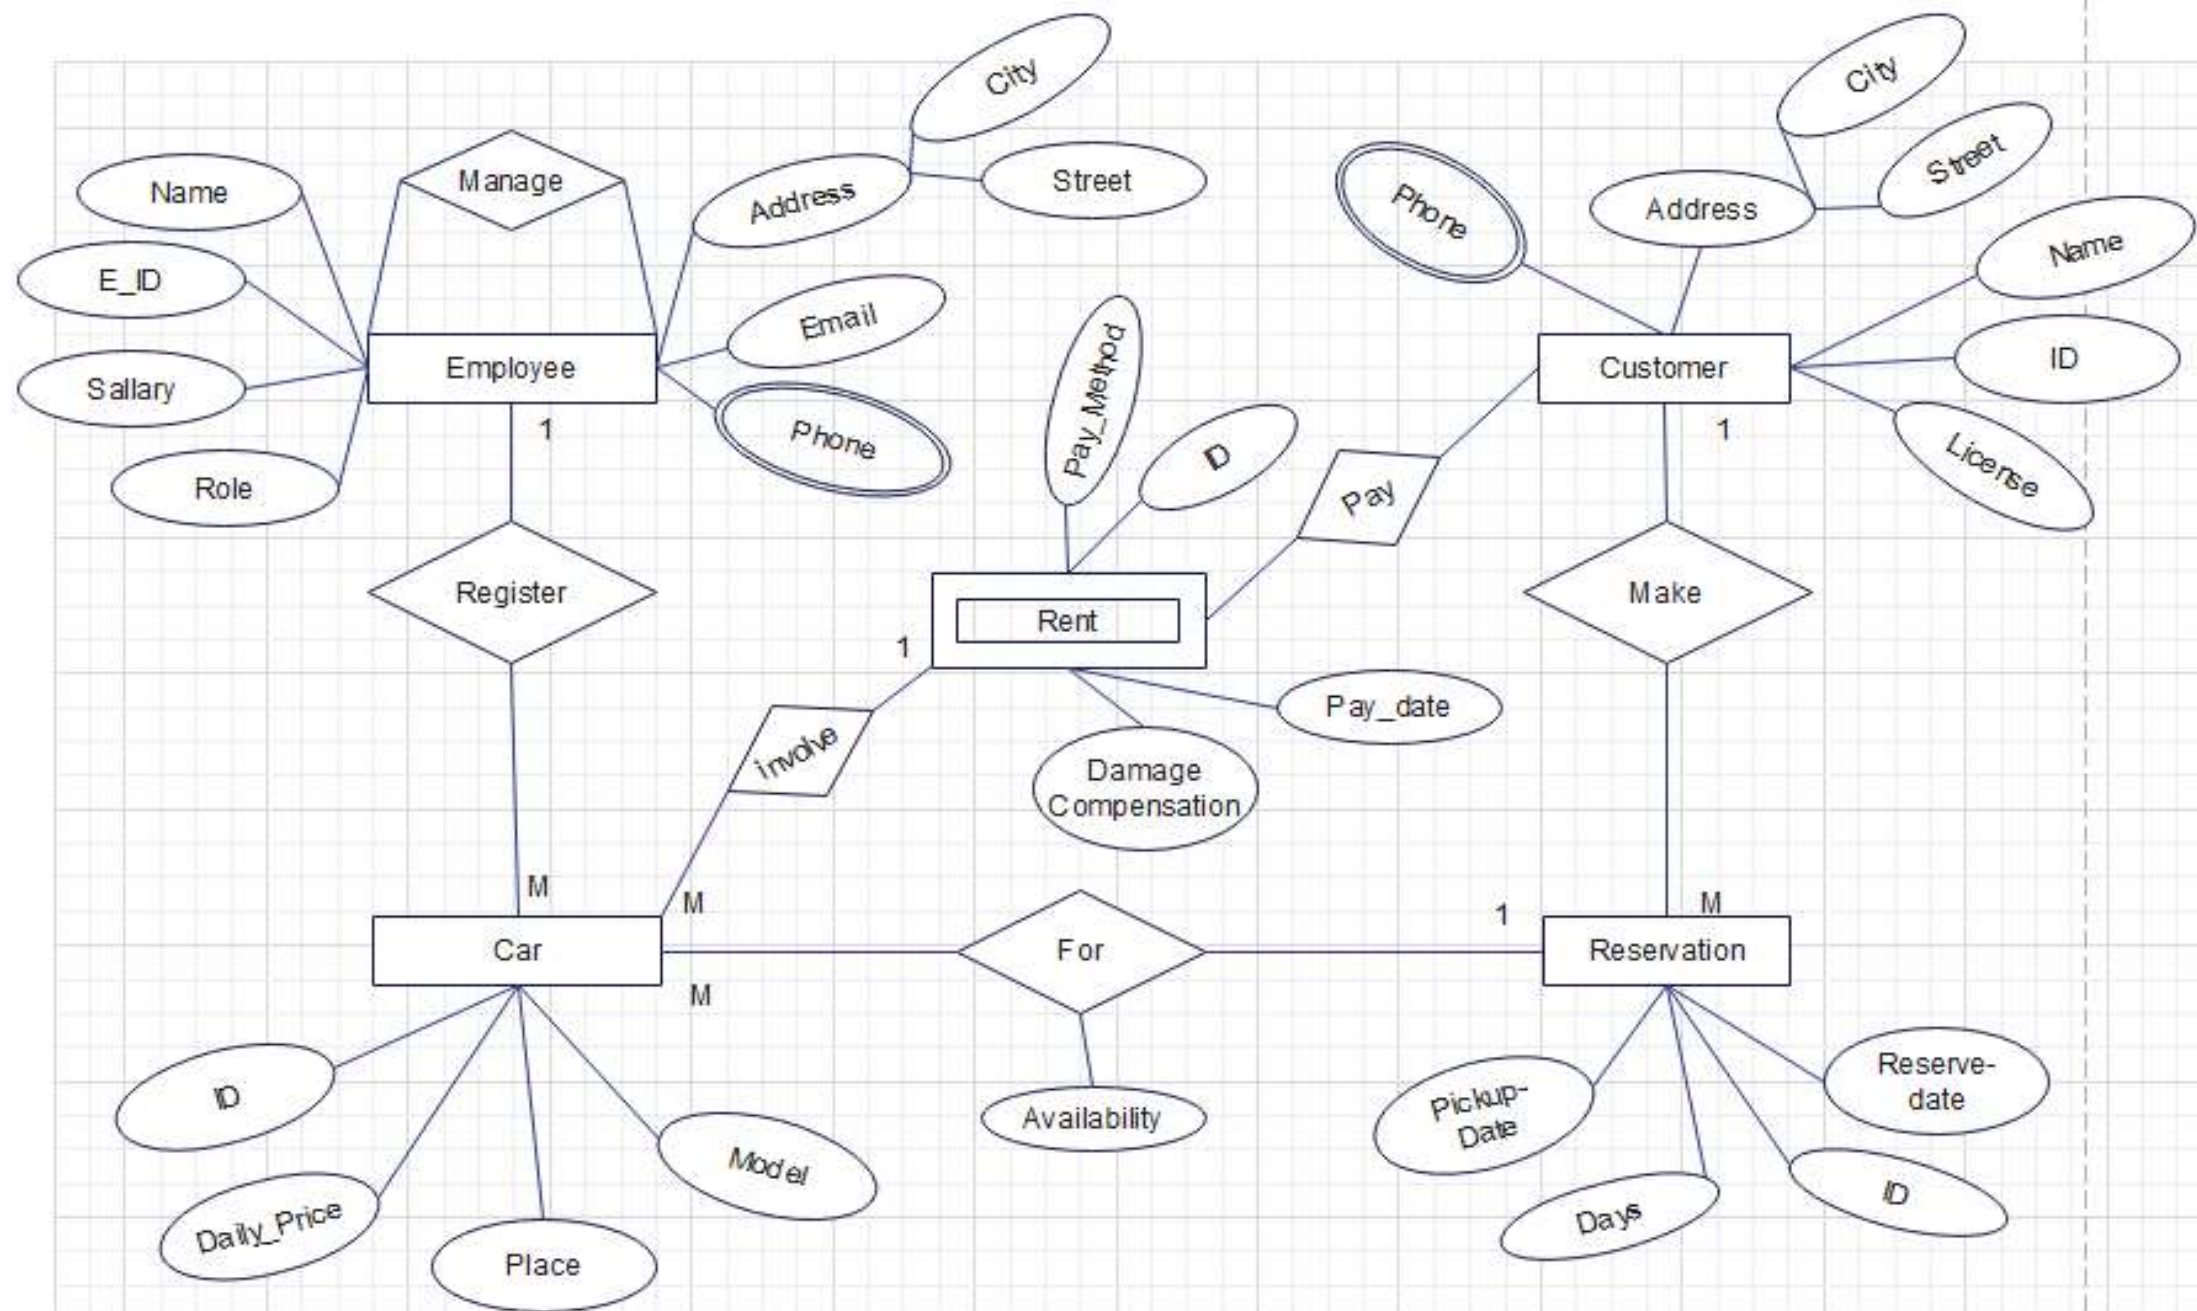 City
City
Street
Manage
Name
Address
Street
Phone
Address
Name
E_ID
Email
Employee
Customer
ID
Sallary
Pay_Method
1
Phone
1
ID
License
Role
Pay
Register
Make
Rent
1
Pay_date
involve
Damage
Compensation
M
M
1
M
Car
For
Reservation
M
ID
Availability
Pickup-
Date
Reserve-
date
Model
Daily_Price
Days
ID
Place